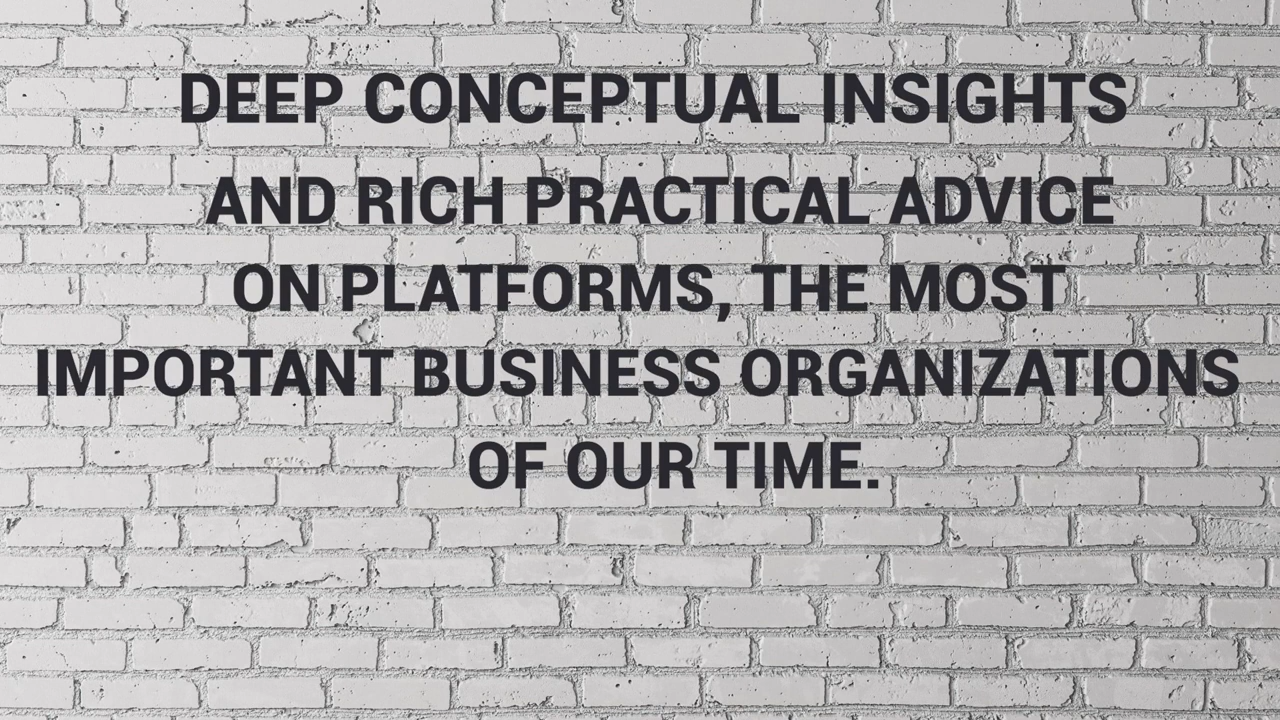 DEEP CONCEPTUAL INSIGHTS
AND RICH PRACTICAL ADVICE
ON PLATFORMS, THE MOST
IMPORTANT BUSINESS ORGANIZATIONS
OF OUR TIME.